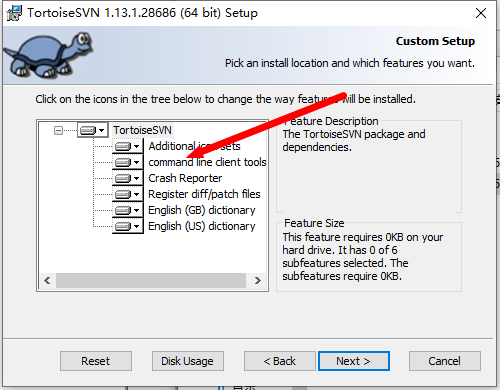 TortoiseSVN 1.13.1.28686 (64 bit) Setup
Custom Setup
Pick an install location and which features you want.
Click on the icons in the tree below to change the way features will be installed.
TortoiseSVN
Additional icon sets
command line client tools
Crash Reporter
Register diff/patch files
English (GB) dictionary
English (US) dictionary
Feature Description
The TortoiseSVN package and
dependencies.
Feature Size
This feature requires 0KB on your
hard drive. It has 0 of 6
subfeatures selected. The
subfeatures require 0KB.
Reset
Disk Usage
< Back
Next >
Cancel